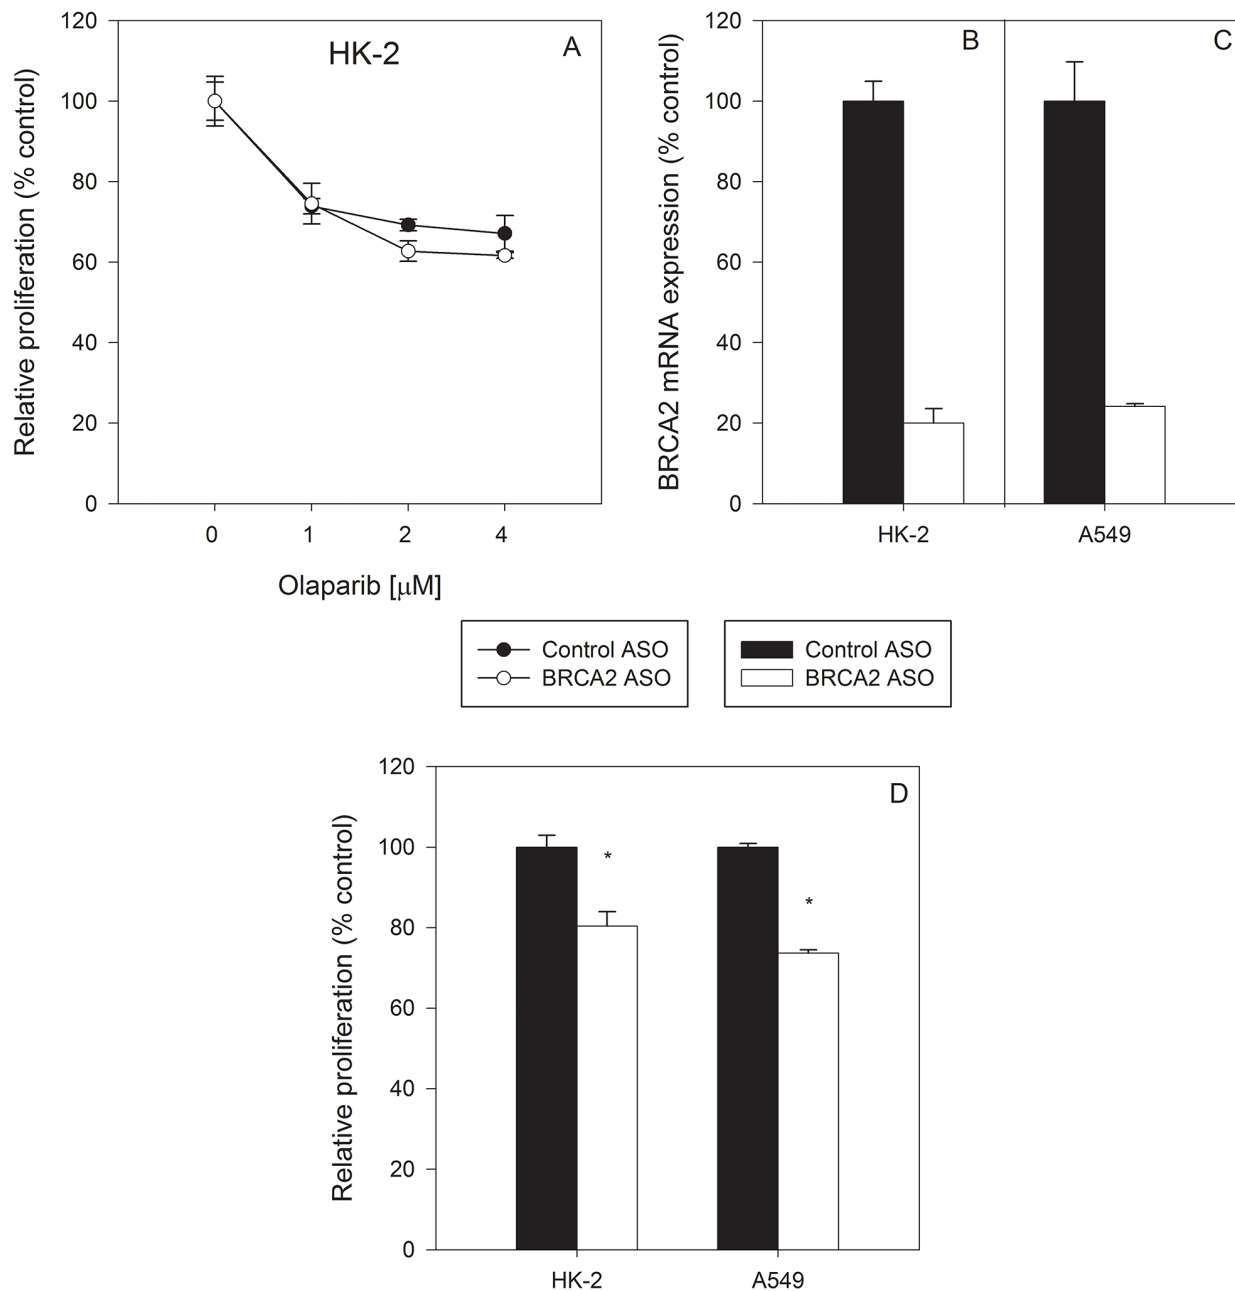 A
HK-2
Relative proliferation (% control)
120
100
80
60
40
20
0
0 1 2 4
Olaparib [μM]
B
C
BRCA2 mRNA expression (% control)
120
100
80
60
40
20
0
HK-2 A549
Control ASO
BRCA2 ASO
Control ASO
BRCA2 ASO
D
Relative proliferation (% control)
120
100
80
60
40
20
0
*
*
HK-2 A549